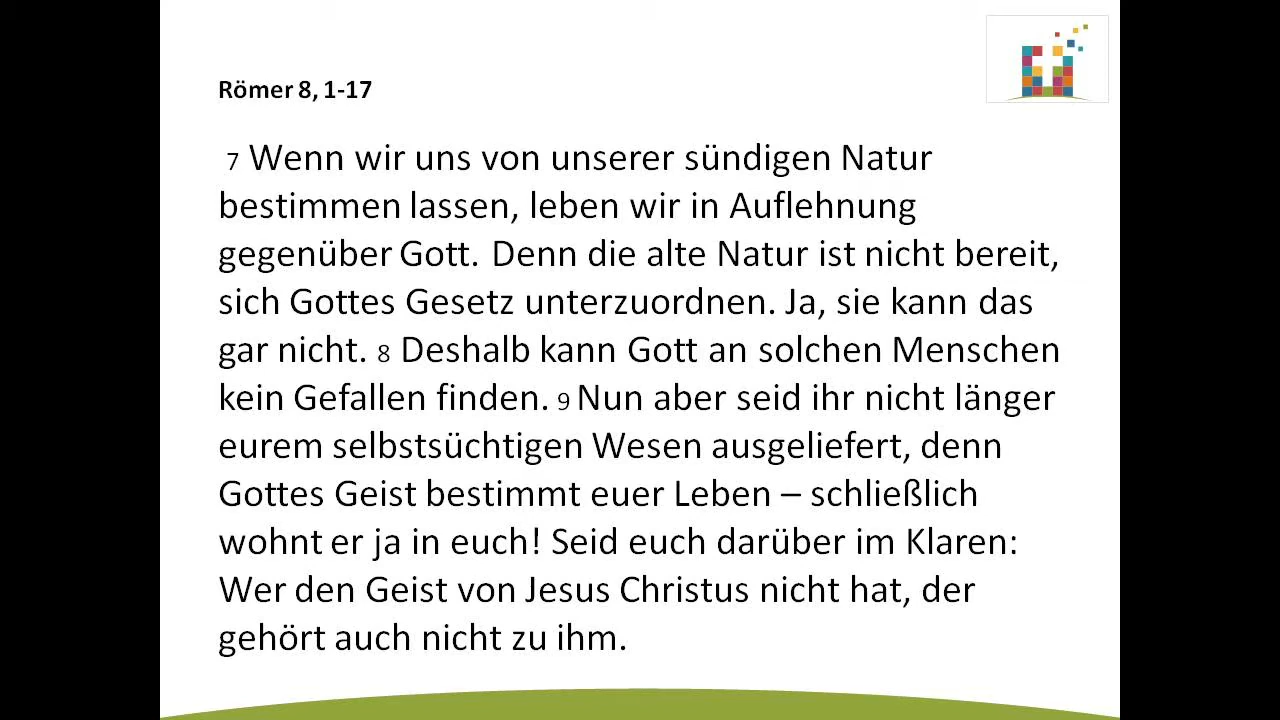 Römer 8, 1-17
7 Wenn wir uns von unserer sündigen Natur
bestimmen lassen, leben wir in Auflehnung
gegenüber Gott. Denn die alte Natur ist nicht bereit,
sich Gottes Gesetz unterzuordnen. Ja, sie kann das
gar nicht. 8 Deshalb kann Gott an solchen Menschen
kein Gefallen finden. 9 Nun aber seid ihr nicht länger
eurem selbstsüchtigen Wesen ausgeliefert, denn
Gottes Geist bestimmt euer Leben – schließlich
wohnt er ja in euch! Seid euch darüber im Klaren:
Wer den Geist von Jesus Christus nicht hat, der
gehört auch nicht zu ihm.